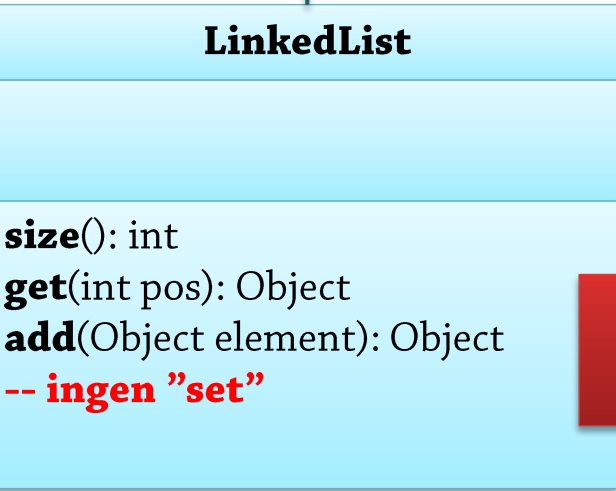 LinkedList
size(): int
get(int pos): Object
add(Object element): Object
-- ingen ”set”